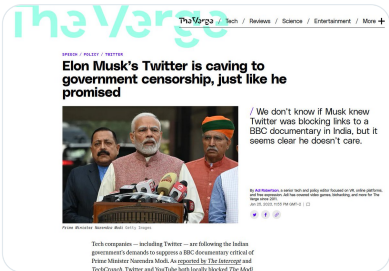 The Verge
The Verge / Tech / Reviews / Science / Entertainment / More +
SPEECH / POLICY / TWITTER
Elon Musk’s Twitter is caving to
government censorship, just like he
promised
/ We don’t know if Musk knew
Twitter was blocking links to a
BBC documentary in India, but it
seems clear he doesn’t care.
By Adi Robertson, a senior tech and policy editor focused on VR, online platforms,
and free expression. Adi has covered video games, biohacking, and more for The
Verge since 2011.
Prime Minister Narendra Modi Getty Images
Tech companies — including Twitter — are following the Indian
government’s demands to suppress a BBC documentary critical of
Prime Minister Narendra Modi. As reported by The Intercept and
TechCrunch, Twitter and YouTube both locally blocked The Modi